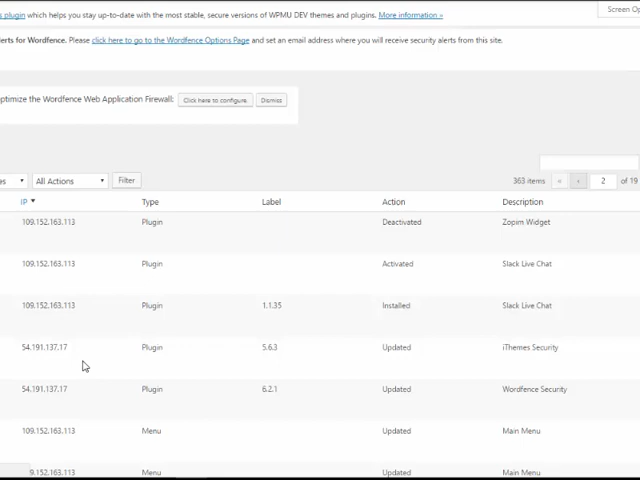 s plugin which helps you stay up-to-date with the most stable, secure versions of WPMU DEV themes and plugins. More information »
Screen Op
lerts for Wordfence. Please click here to go to the Wordfence Options Page and set an email address where you will receive security alerts from this site.
ptimize the Wordfence Web Application Firewall: Click here to configure. Dismiss
es All Actions Filter 363 items « ‹ 2 of 19
IP Type Label Action Description
109.152.163.113 Plugin Deactivated Zopim Widget
109.152.163.113 Plugin Activated Slack Live Chat
109.152.163.113 Plugin 1.1.35 Installed Slack Live Chat
54.191.137.17 Plugin 5.6.3 Updated iThemes Security
54.191.137.17 Plugin 6.2.1 Updated Wordfence Security
109.152.163.113 Menu Updated Main Menu
9.152.163.113 Menu Updated Main Menu